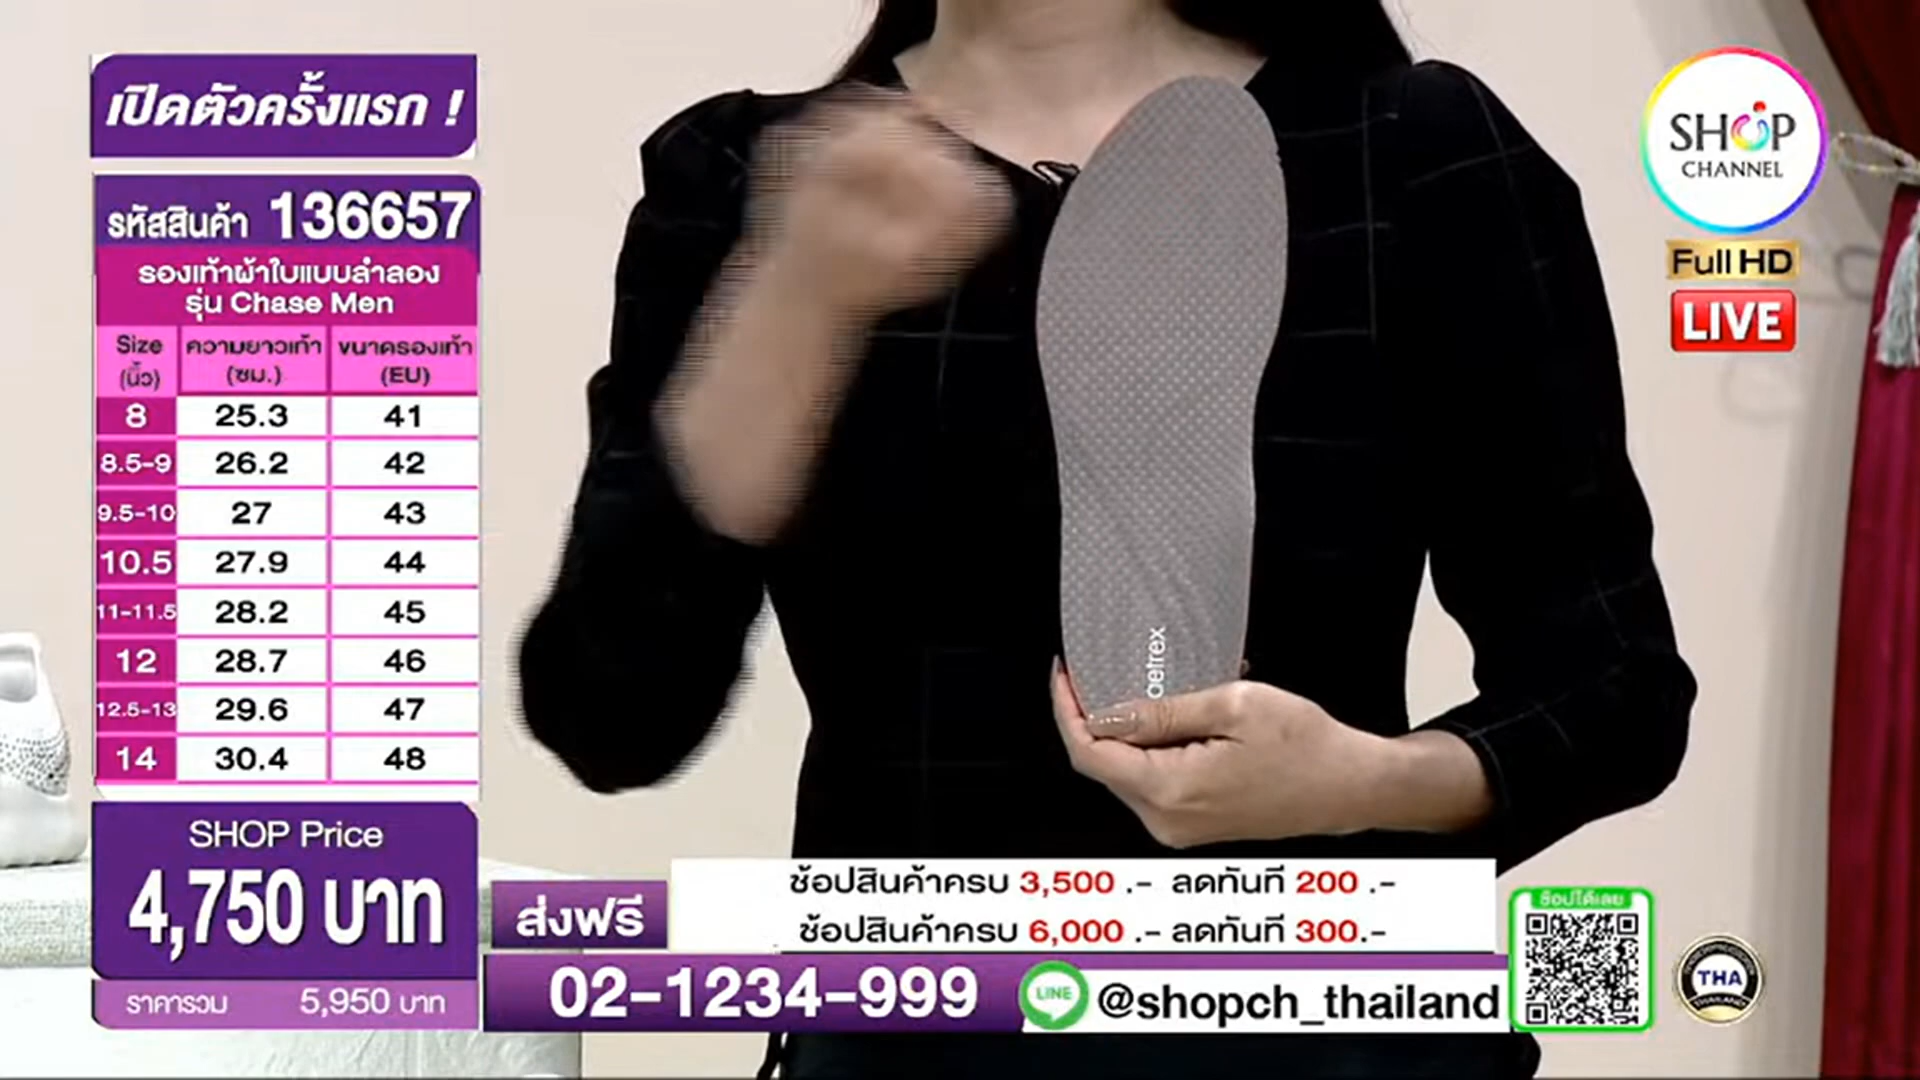 เปิดตัวครั้งแรก !
รหัสสินค้า 136657
รองเท้าผ้าใบแบบลำลอง
รุ่น Chase Men
Size (นิ้ว) ความยาวเท้า (ซม.) ขนาดรองเท้า (EU)
8 25.3 41
8.5-9 26.2 42
9.5-10 27 43
10.5 27.9 44
11-11.5 28.2 45
12 28.7 46
12.5-13 29.6 47
14 30.4 48
SHOP Price
4,750 บาท
ราคารวม 5,950 บาท
aetrex
ส่งฟรี
ช้อปสินค้าครบ 3,500 .- ลดทันที 200 .-
ช้อปสินค้าครบ 6,000 .- ลดทันที 300.-
02-1234-999
LINE
@shopch_thailand
ช้อปได้เลย
SHOP
CHANNEL
Full HD
LIVE
THA